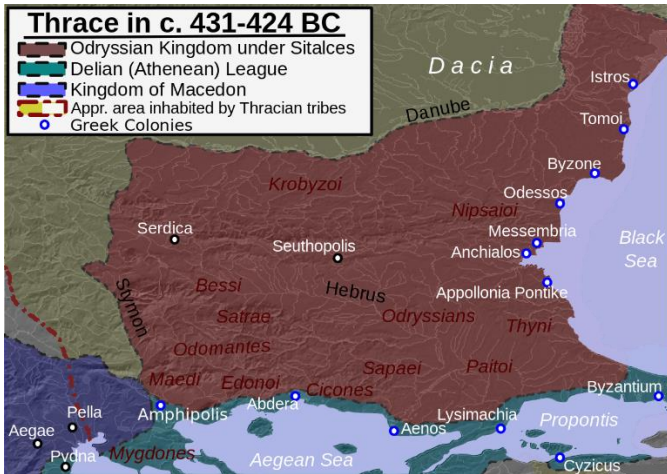 Thrace in c. 431-424 BC
Odryssian Kingdom under Sitalces
Delian (Athenean) League
Kingdom of Macedon
Appr. area inhabited by Thracian tribes
Greek Colonies
Dacia
Istros
Danube
Tomoi
Byzone
Krobyzoi
Odessos
Nipsaioi
Serdica
Messembria
Seuthopolis
Anchialos
Black
Sea
Bessi
Hebrus
Appollonia Pontike
Stymon
Satrae
Odryssians
Thyni
Odomantes
Sapaei
Paitoi
Maedi
Edonoi
Cicones
Byzantium
Abdera
Amphipolis
Pella
Lysimachia
Propontis
Aenos
Aegae
Mygdones
Aegean Sea
Pydna
Cyzicus